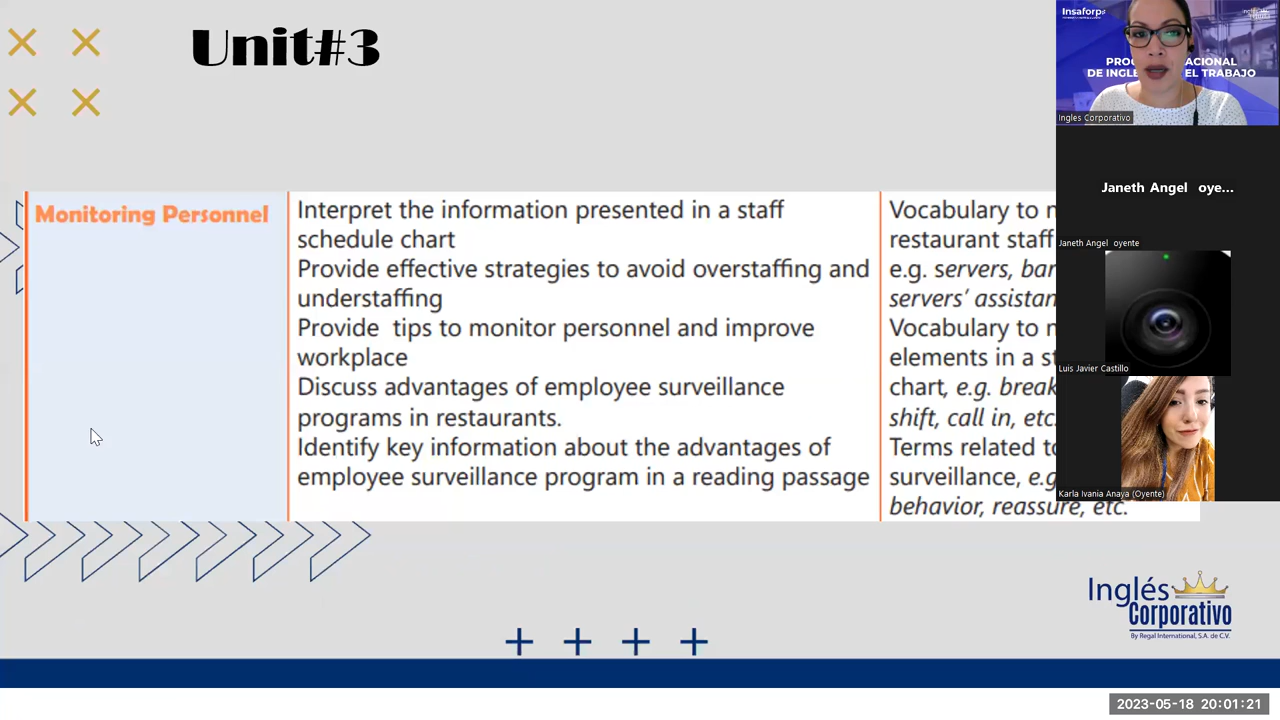 Unit#3
Monitoring Personnel
Interpret the information presented in a staff
schedule chart
Provide effective strategies to avoid overstaffing and
understaffing
Provide tips to monitor personnel and improve
workplace
Discuss advantages of employee surveillance
programs in restaurants.
Identify key information about the advantages of
employee surveillance program in a reading passage
Vocabulary to
restaurant staff
e.g. servers,
servers'
Vocabulary to
elements in a
chart, e.g. break
shift, call in, etc.
Terms related to
surveillance, e.g.
behavior, reassure, etc.
Insaforp
DE INGLE EL TRABAJO
Ingles Corporativo
Janeth Angel oye...
Janeth Angel oyente
Luis Javier Castillo
Karla Ivania Anaya (Oyente)
Inglés
Corporativo
By Regal International, S.A. de C.V.
2023-05-18 20:01:21